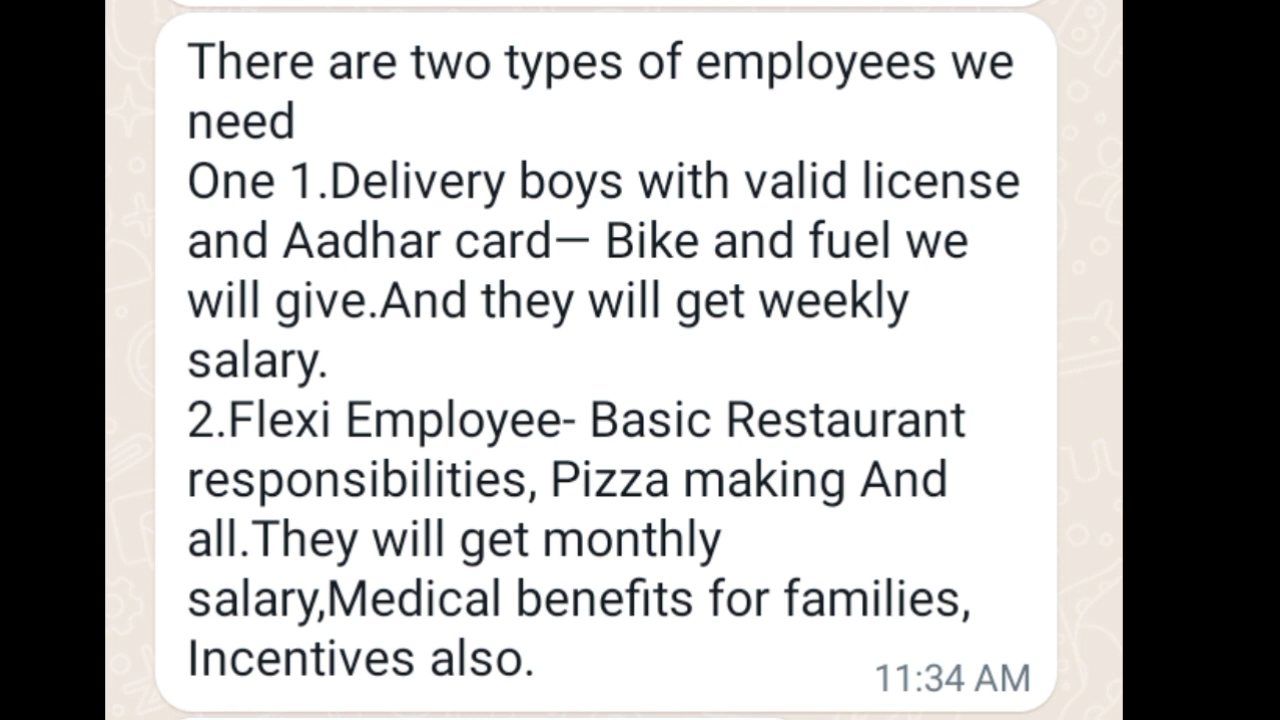 There are two types of employees we
need
One 1.Delivery boys with valid license
and Aadhar card— Bike and fuel we
will give.And they will get weekly
salary.
2.Flexi Employee- Basic Restaurant
responsibilities, Pizza making And
all.They will get monthly
salary,Medical benefits for families,
Incentives also.
11:34 AM